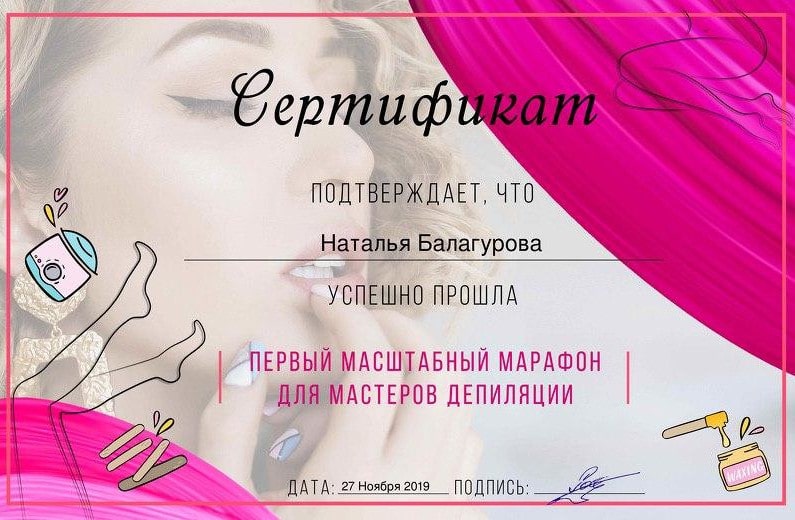 Сертификат
ПОДТВЕРЖДАЕТ, ЧТО
Наталья Балагурова
УСПЕШНО ПРОШЛА
ПЕРВЫЙ МАСШТАБНЫЙ МАРАФОН
ДЛЯ МАСТЕРОВ ДЕПИЛЯЦИИ
WAXING
ДАТА: 27 Ноября 2019 ПОДПИСЬ: